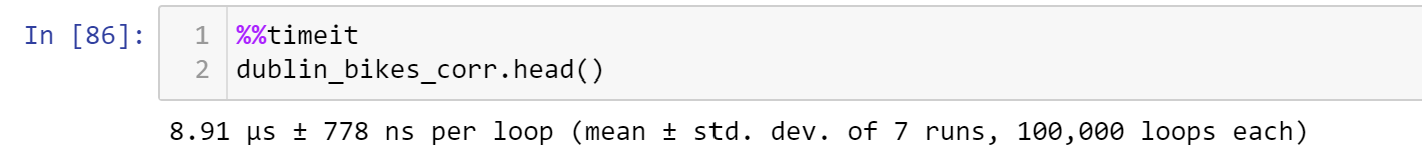 In [86]: 1 %%timeit
2 dublin_bikes_corr.head()
8.91 µs ± 778 ns per loop (mean ± std. dev. of 7 runs, 100,000 loops each)